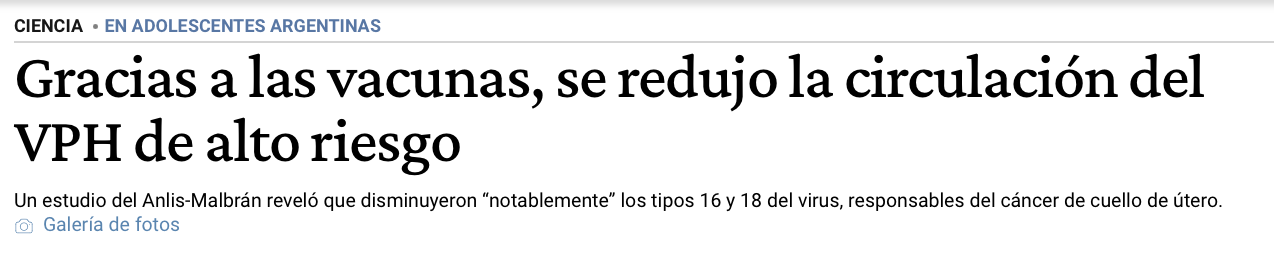 CIENCIA • EN ADOLESCENTES ARGENTINAS
Gracias a las vacunas, se redujo la circulación del
VPH de alto riesgo
Un estudio del Anlis-Malbrán reveló que disminuyeron “notablemente” los tipos 16 y 18 del virus, responsables del cáncer de cuello de útero.
Galería de fotos